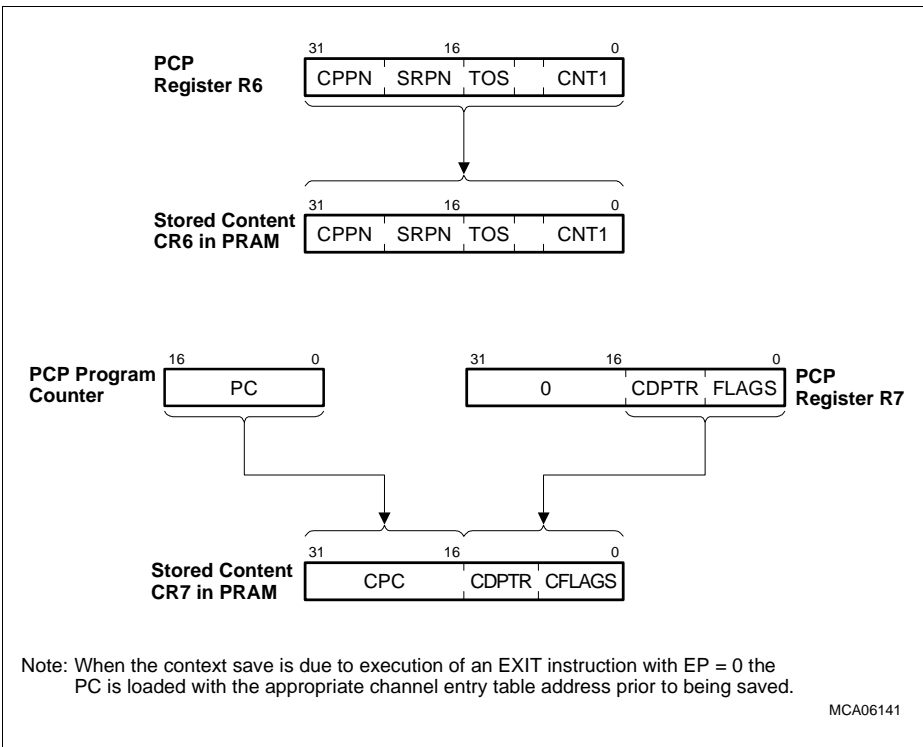 31 16 0
PCP
Register R6
CPPN SRPN TOS CNT1
31 16 0
Stored Content
CR6 in PRAM
CPPN SRPN TOS CNT1
16 0
PCP Program
Counter
PC
31 16 0
0 CDPTR FLAGS
PCP
Register R7
31 16 0
Stored Content
CR7 in PRAM
CPC CDPTR CFLAGS
Note: When the context save is due to execution of an EXIT instruction with EP = 0 the
PC is loaded with the appropriate channel entry table address prior to being saved.
MCA06141